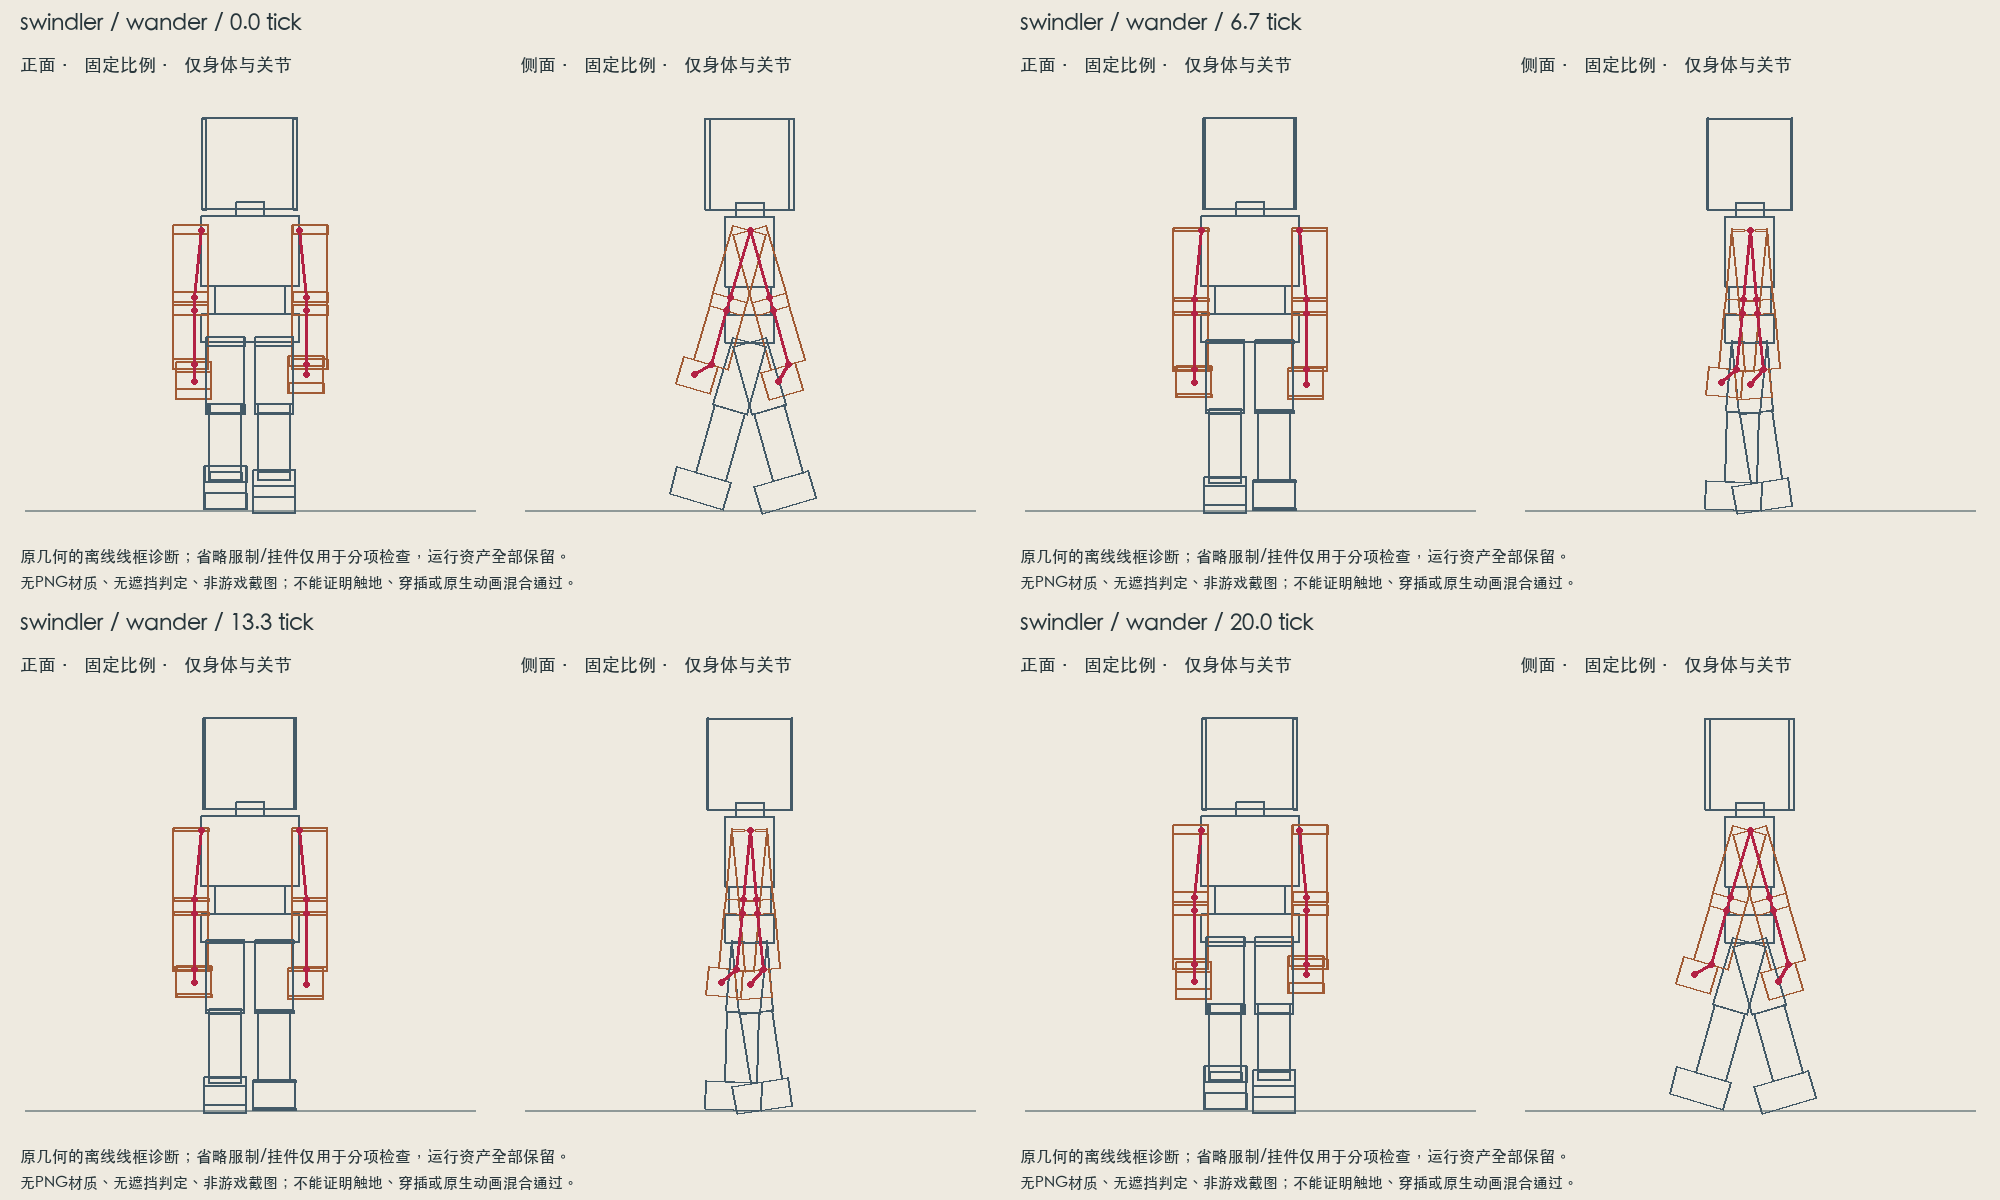 swindler / wander / 0.0 tick
正面 · 固定比例 · 仅身体与关节
侧面 · 固定比例 · 仅身体与关节
原几何的离线线框诊断；省略服制/挂件仅用于分项检查，运行资产全部保留。
无PNG材质、无遮挡判定、非游戏截图；不能证明触地、穿插或原生动画混合通过。
swindler / wander / 6.7 tick
正面 · 固定比例 · 仅身体与关节
侧面 · 固定比例 · 仅身体与关节
原几何的离线线框诊断；省略服制/挂件仅用于分项检查，运行资产全部保留。
无PNG材质、无遮挡判定、非游戏截图；不能证明触地、穿插或原生动画混合通过。
swindler / wander / 13.3 tick
正面 · 固定比例 · 仅身体与关节
侧面 · 固定比例 · 仅身体与关节
原几何的离线线框诊断；省略服制/挂件仅用于分项检查，运行资产全部保留。
无PNG材质、无遮挡判定、非游戏截图；不能证明触地、穿插或原生动画混合通过。
swindler / wander / 20.0 tick
正面 · 固定比例 · 仅身体与关节
侧面 · 固定比例 · 仅身体与关节
原几何的离线线框诊断；省略服制/挂件仅用于分项检查，运行资产全部保留。
无PNG材质、无遮挡判定、非游戏截图；不能证明触地、穿插或原生动画混合通过。